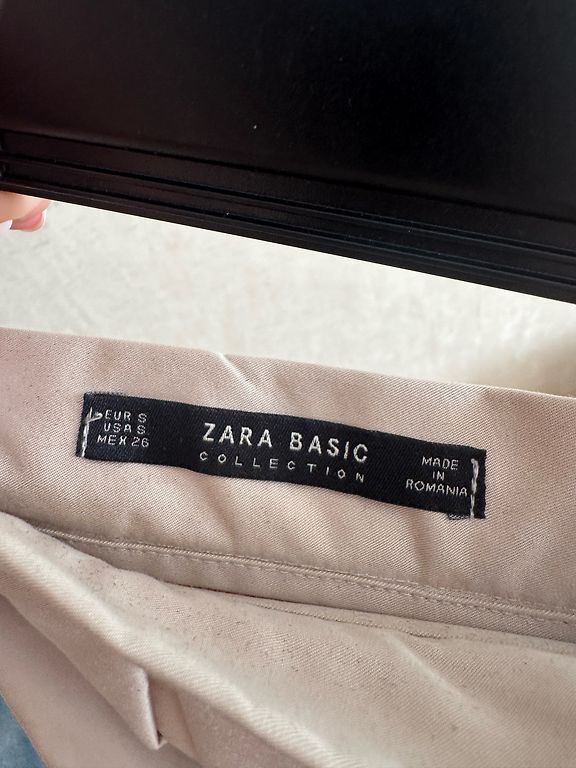 EUR S
USA S
MEX 26
ZARA BASIC
COLLECTION
MADE
IN
ROMANIA